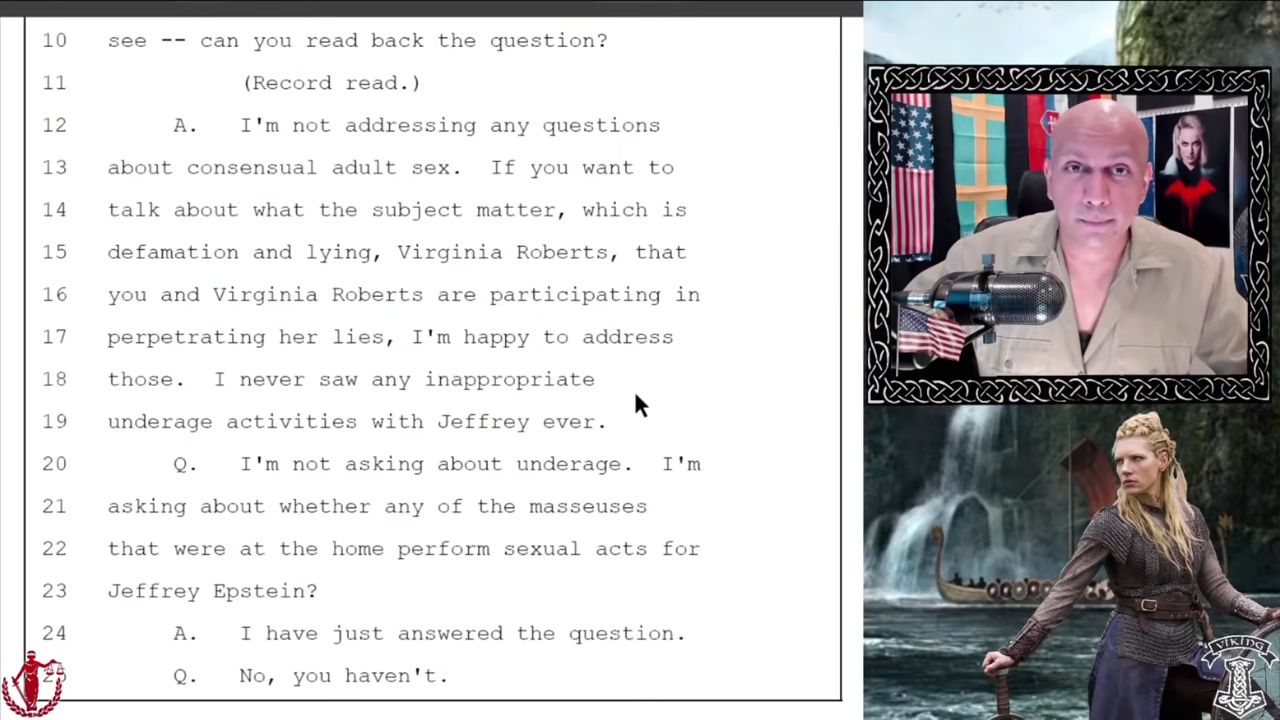 10 see -- can you read back the question?
11 (Record read.)
12 A. I'm not addressing any questions
13 about consensual adult sex. If you want to
14 talk about what the subject matter, which is
15 defamation and lying, Virginia Roberts, that
16 you and Virginia Roberts are participating in
17 perpetrating her lies, I'm happy to address
18 those. I never saw any inappropriate
19 underage activities with Jeffrey ever.
20 Q. I'm not asking about underage. I'm
21 asking about whether any of the masseuses
22 that were at the home perform sexual acts for
23 Jeffrey Epstein?
24 A. I have just answered the question.
25 Q. No, you haven't.
VIKING